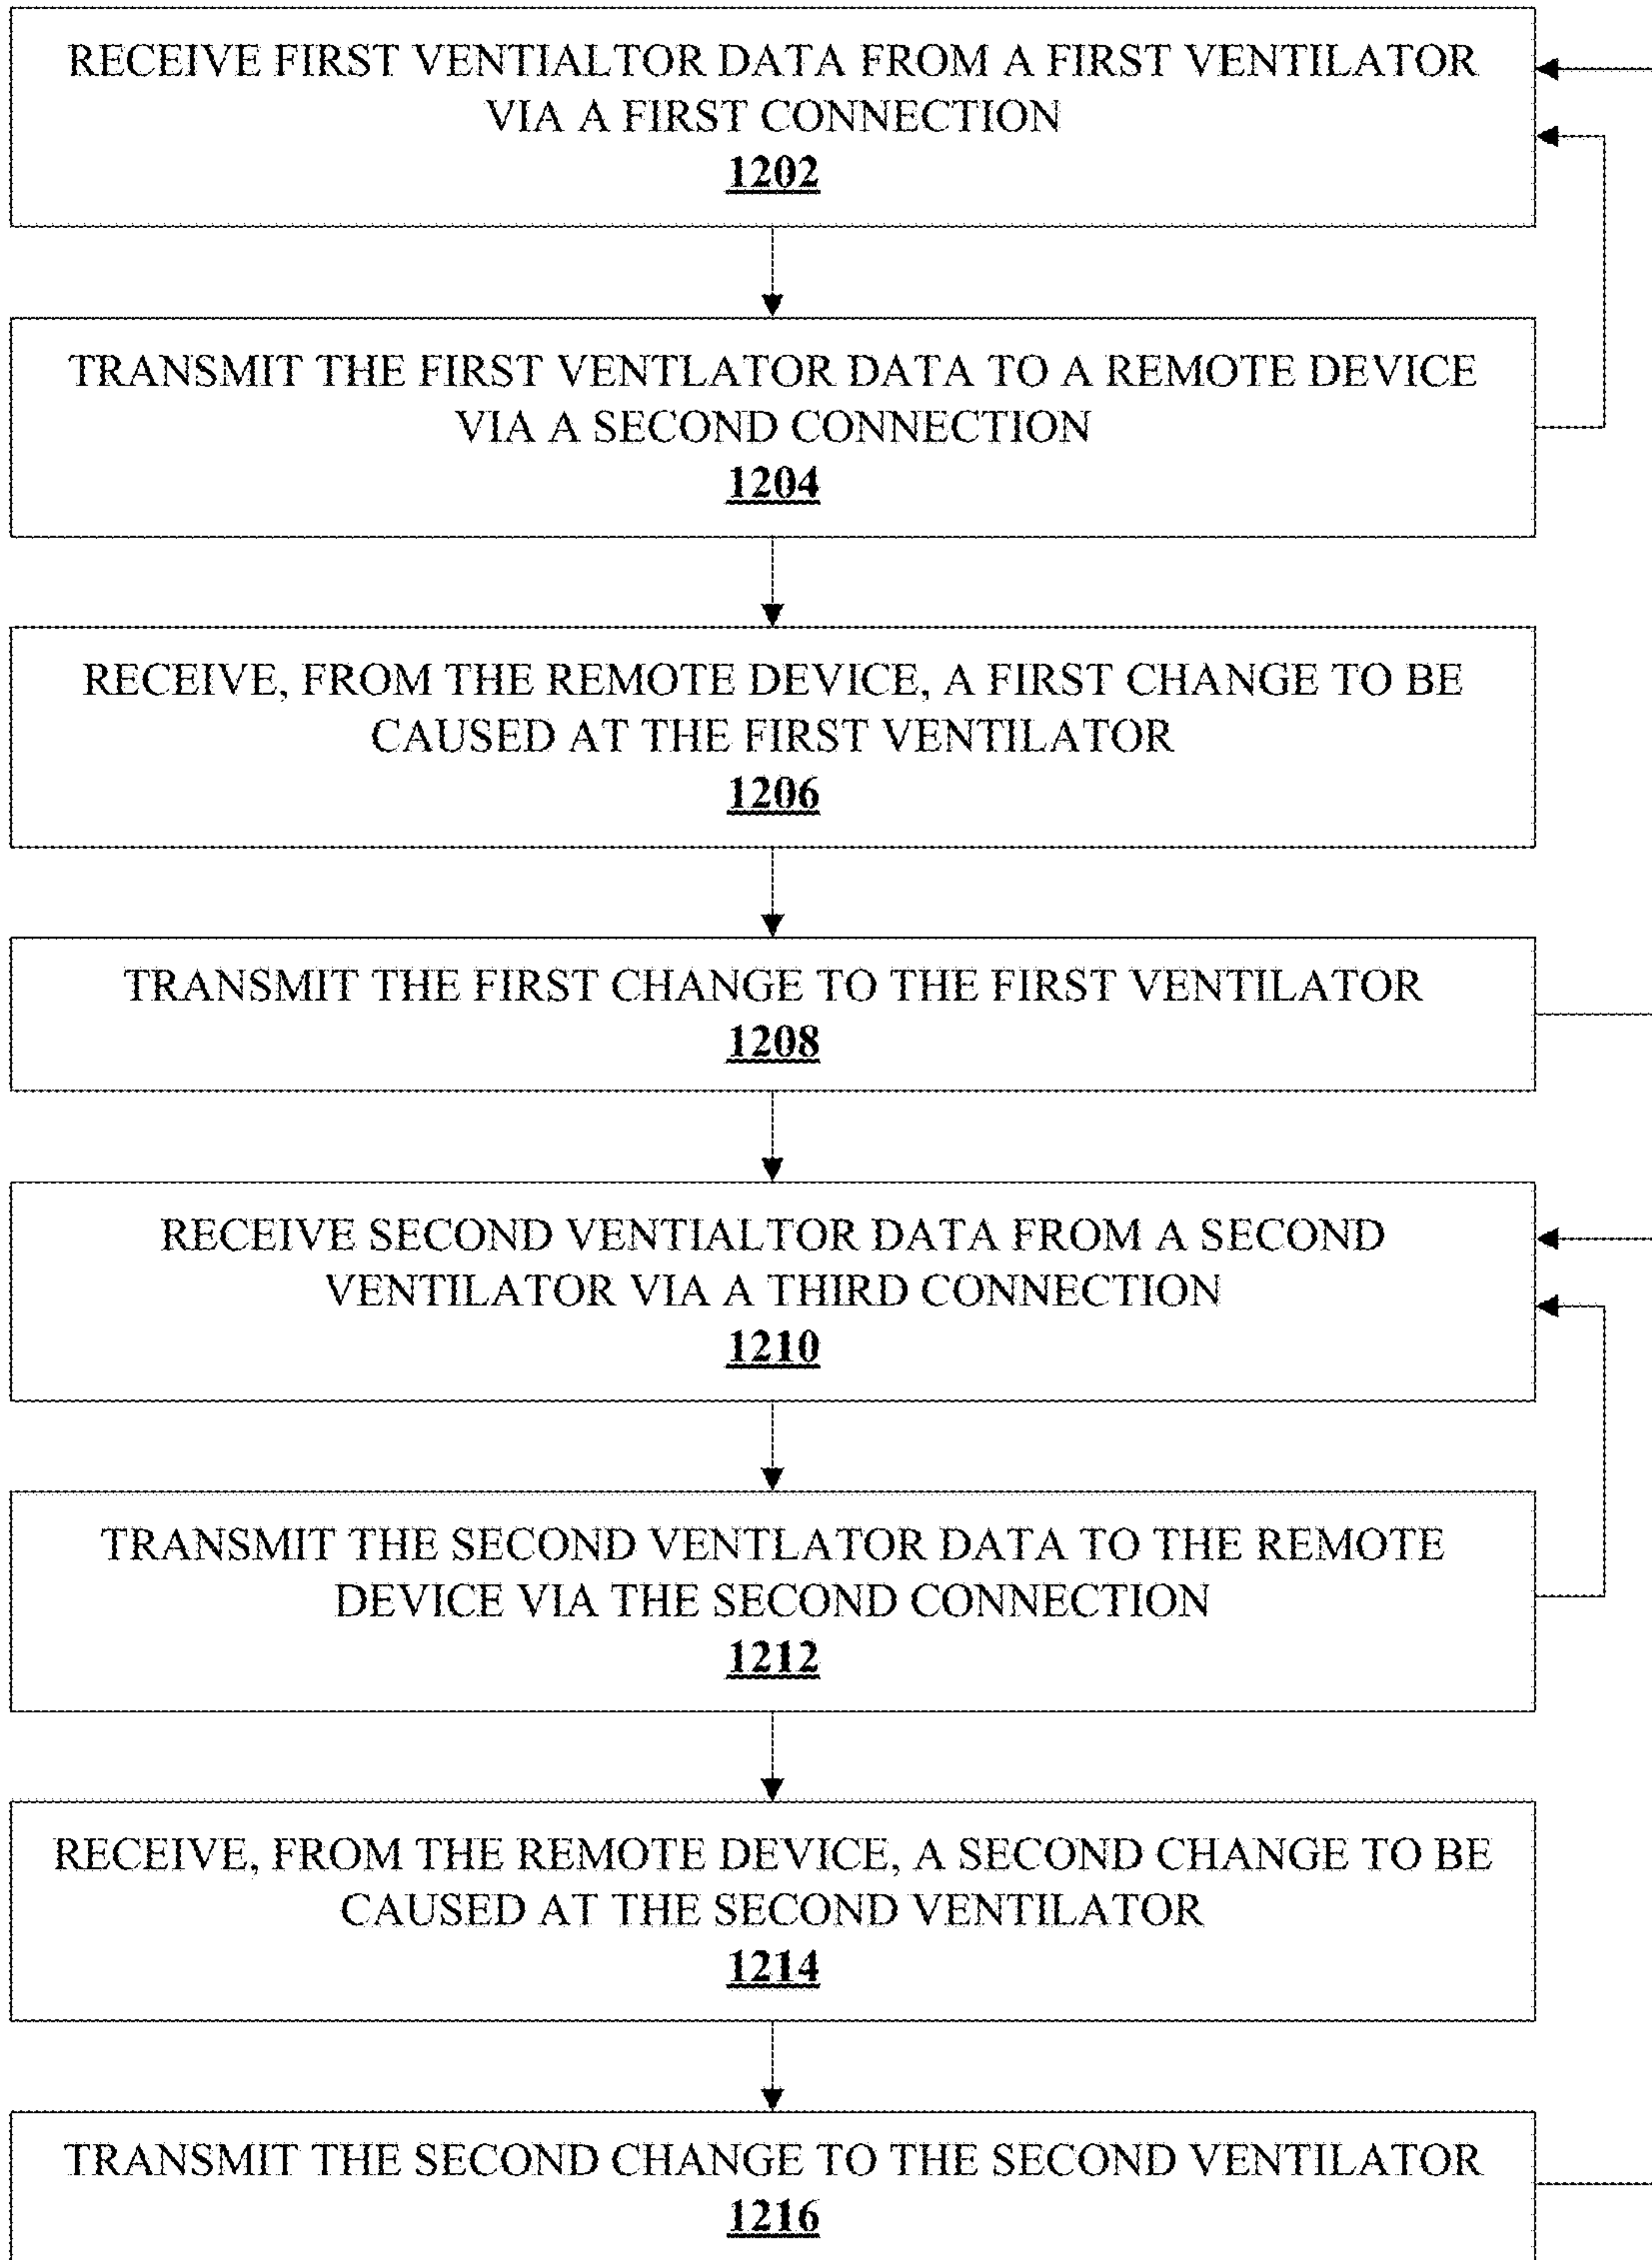 RECEIVE FIRST VENTIALTOR DATA FROM A FIRST VENTILATOR
VIA A FIRST CONNECTION
1202
TRANSMIT THE FIRST VENTLATOR DATA TO A REMOTE DEVICE
VIA A SECOND CONNECTION
1204
RECEIVE, FROM THE REMOTE DEVICE, A FIRST CHANGE TO BE
CAUSED AT THE FIRST VENTILATOR
1206
TRANSMIT THE FIRST CHANGE TO THE FIRST VENTILATOR
1208
RECEIVE SECOND VENTIALTOR DATA FROM A SECOND
VENTILATOR VIA A THIRD CONNECTION
1210
TRANSMIT THE SECOND VENTLATOR DATA TO THE REMOTE
DEVICE VIA THE SECOND CONNECTION
1212
RECEIVE, FROM THE REMOTE DEVICE, A SECOND CHANGE TO BE
CAUSED AT THE SECOND VENTILATOR
1214
TRANSMIT THE SECOND CHANGE TO THE SECOND VENTILATOR
1216